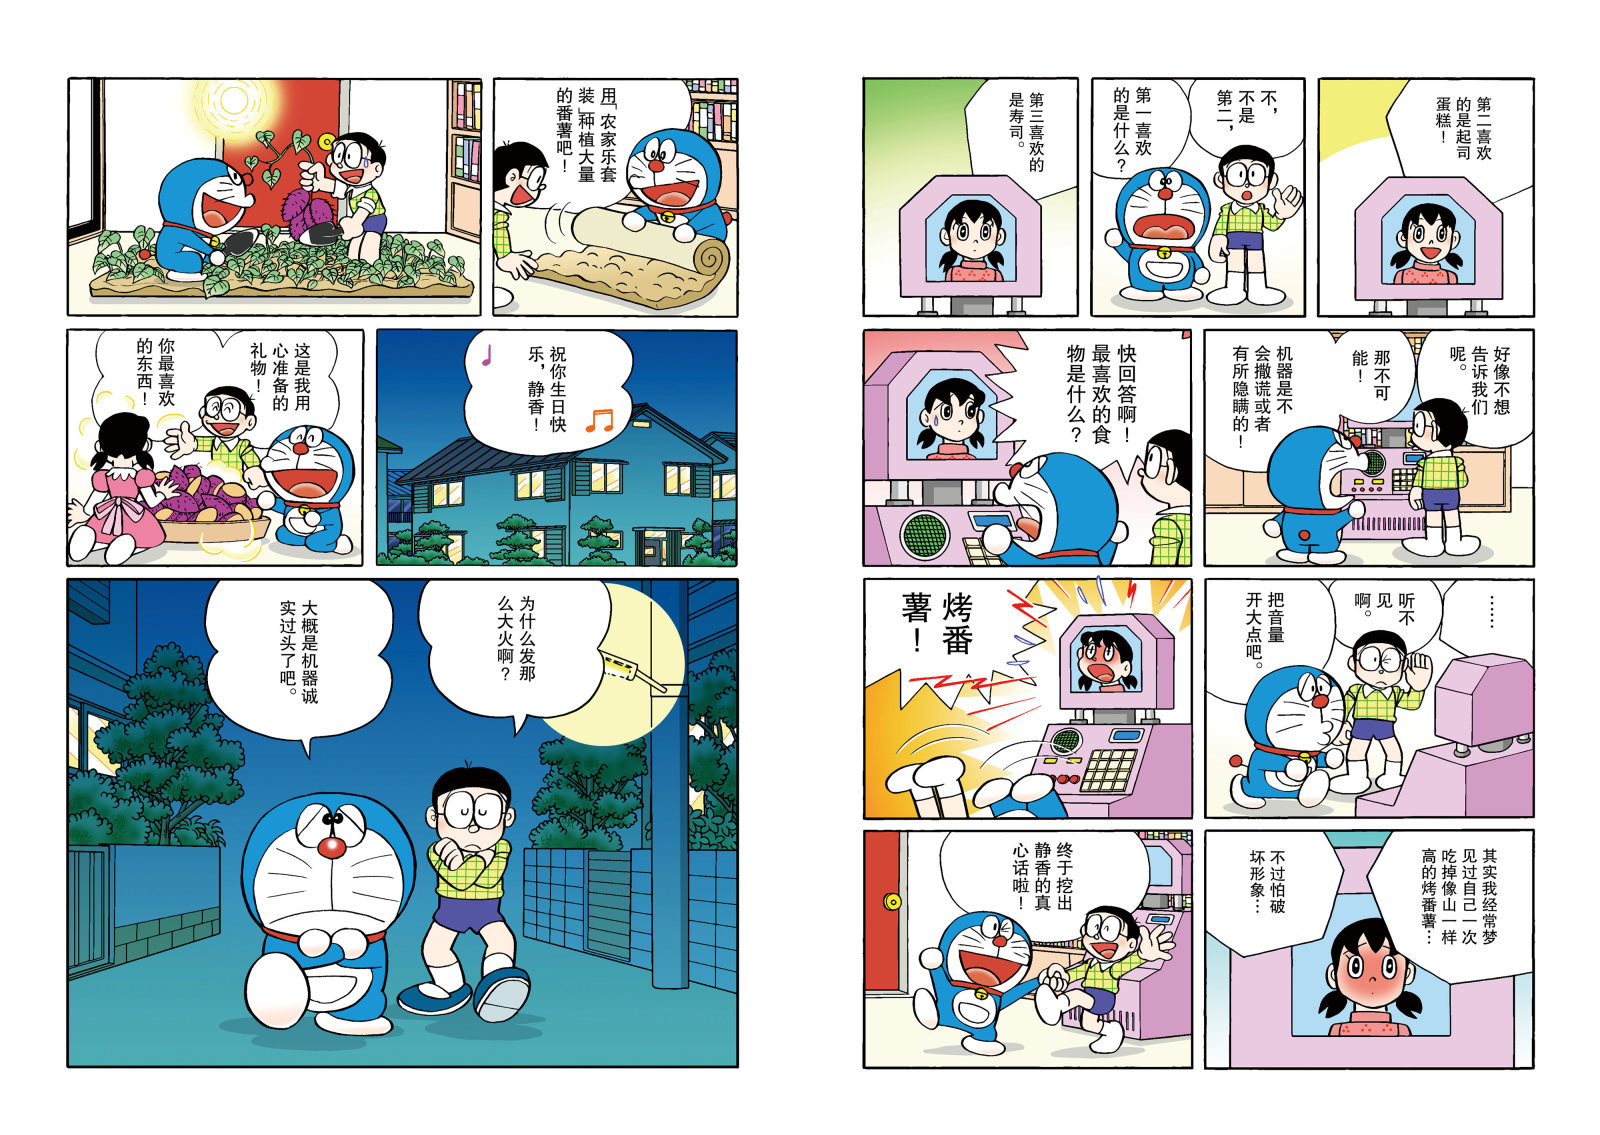 第二喜欢
的是起司
蛋糕！
不，
不是
第二，
第一喜欢
的是什么？
第三喜欢的
是寿司。
好像不想
告诉我们
呢。
那不可
能！
机器是不
会撒谎或者
有所隐瞒的！
快回答啊！
最喜欢的食
物是什么？
……
听不
见
啊。
把音量
开大点吧。
烤番
薯！
其实我经常梦
见过自己一次
吃掉像山一样
高的烤番薯…
不过怕破
坏形象…
终于挖出
静香的真
心话啦！
用「农家乐套
装」种植大量
的番薯吧！
祝你生日快
乐，静香！
这是我用
心准备的
礼物！
你最喜欢
的东西！
为什么发那
么大火啊？
大概是机器诚
实过头了吧。